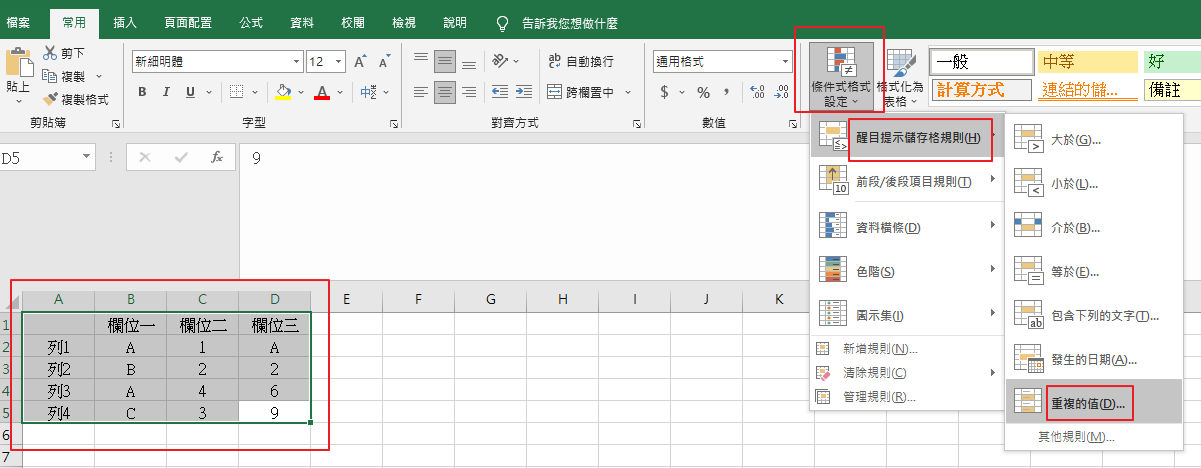 檔案 常用 插入 頁面配置 公式 資料 校閱 檢視 說明 告訴我您想做什麼
貼上
剪下
複製
複製格式
剪貼簿
新細明體 12 A A
B I U A 中
字型
ab 自動換行
跨欄置中
對齊方式
通用格式
$ % , .00 .00
數值
條件式格式
設定
格式化為
表格
一般 中等 好
計算方式 連結的儲... 備註
D5 9
醒目提示儲存格規則(H)
前段/後段項目規則(T)
資料橫條(D)
色階(S)
圖示集(I)
新增規則(N)...
清除規則(C)
管理規則(R)...
大於(G)...
小於(L)...
介於(B)...
等於(E)...
包含下列的文字(T)...
發生的日期(A)...
重複的值(D)...
其他規則(M)...
A B C D E F G H I J K
1 欄位一 欄位二 欄位三
2 列1 A 1 A
3 列2 B 2 2
4 列3 A 4 6
5 列4 C 3 9
6
7